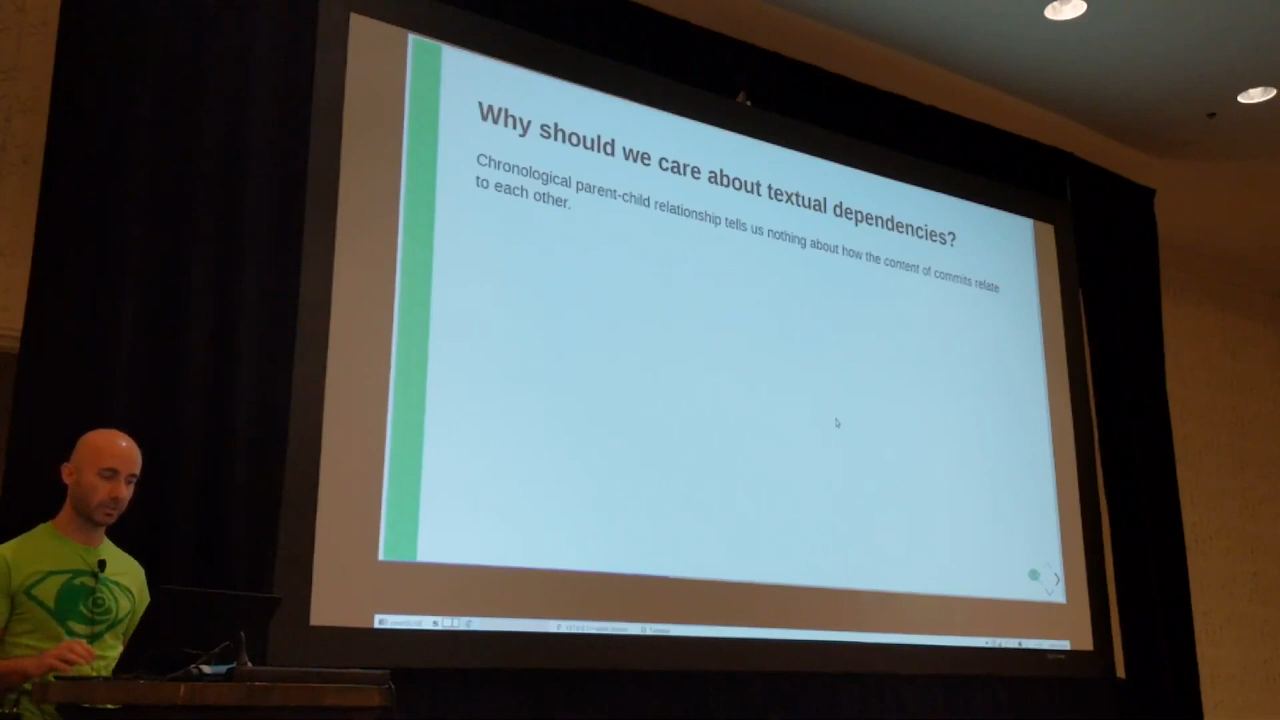 Why should we care about textual dependencies?
Chronological parent-child relationship tells us nothing about how the content of commits relate
to each other.
openSUSE